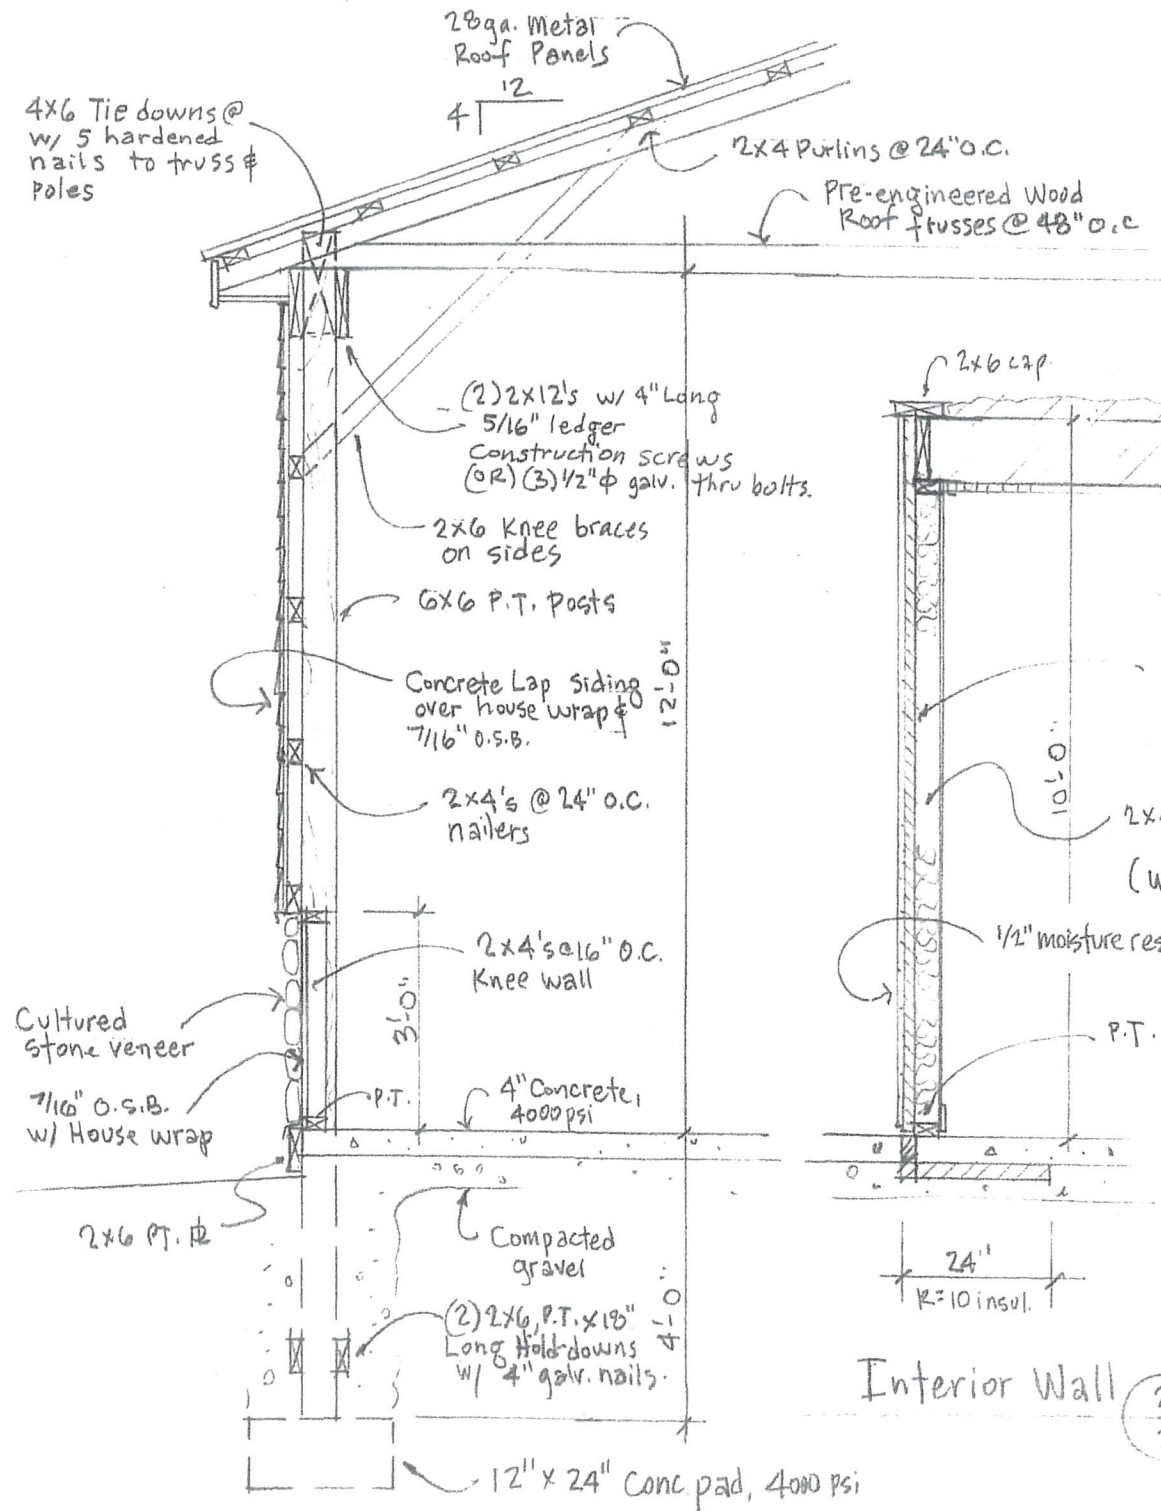 28ga. Metal
Roof Panels
12
4
4x6 Tie downs @
w/ 5 hardened
nails to truss &
poles
2x4 Purlins @ 24" O.C.
Pre-engineered Wood
Roof trusses @ 48" O.C
2x6 cap
(2) 2x12's w/ 4" Long
5/16" ledger
Construction screws
(OR) (3) 1/2" ϕ galv. thru bolts.
2x6 Knee braces
on sides
6x6 P.T. Posts
12'-0"
Concrete Lap Siding
over house wrap &
7/16" O.S.B.
10'-0"
2x4's @ 24" O.C.
nailers
2x
(w
1/2" moisture res
2x4's @ 16" O.C.
Knee wall
3'-0"
Cultured
Stone veneer
P.T.
7/16" O.S.B.
w/ House wrap
P.T.
4" Concrete,
4000 psi
2x6 PT. PL
Compacted
gravel
24"
R=10 insul.
(2) 2x6, P.T. x 18"
Long Hold-downs
w/ 4" galv. nails.
4'-0"
Interior Wall
12" x 24" Conc pad, 4000 psi